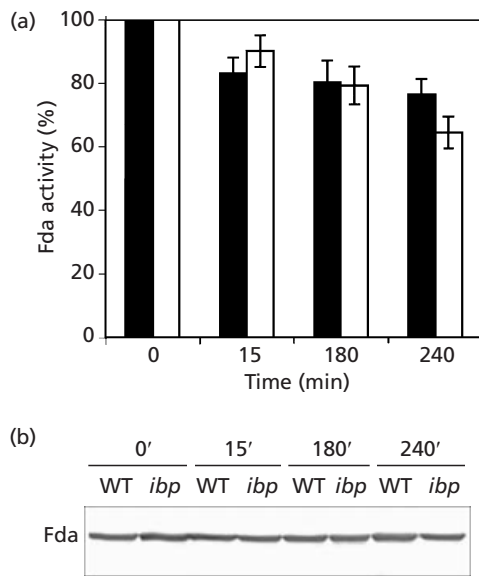 (a)
100
80
60
40
20
0
Fda activity (%)
0 15 180 240
Time (min)
(b)
0′ 15′ 180′ 240′
WT ibp WT ibp WT ibp WT ibp
Fda